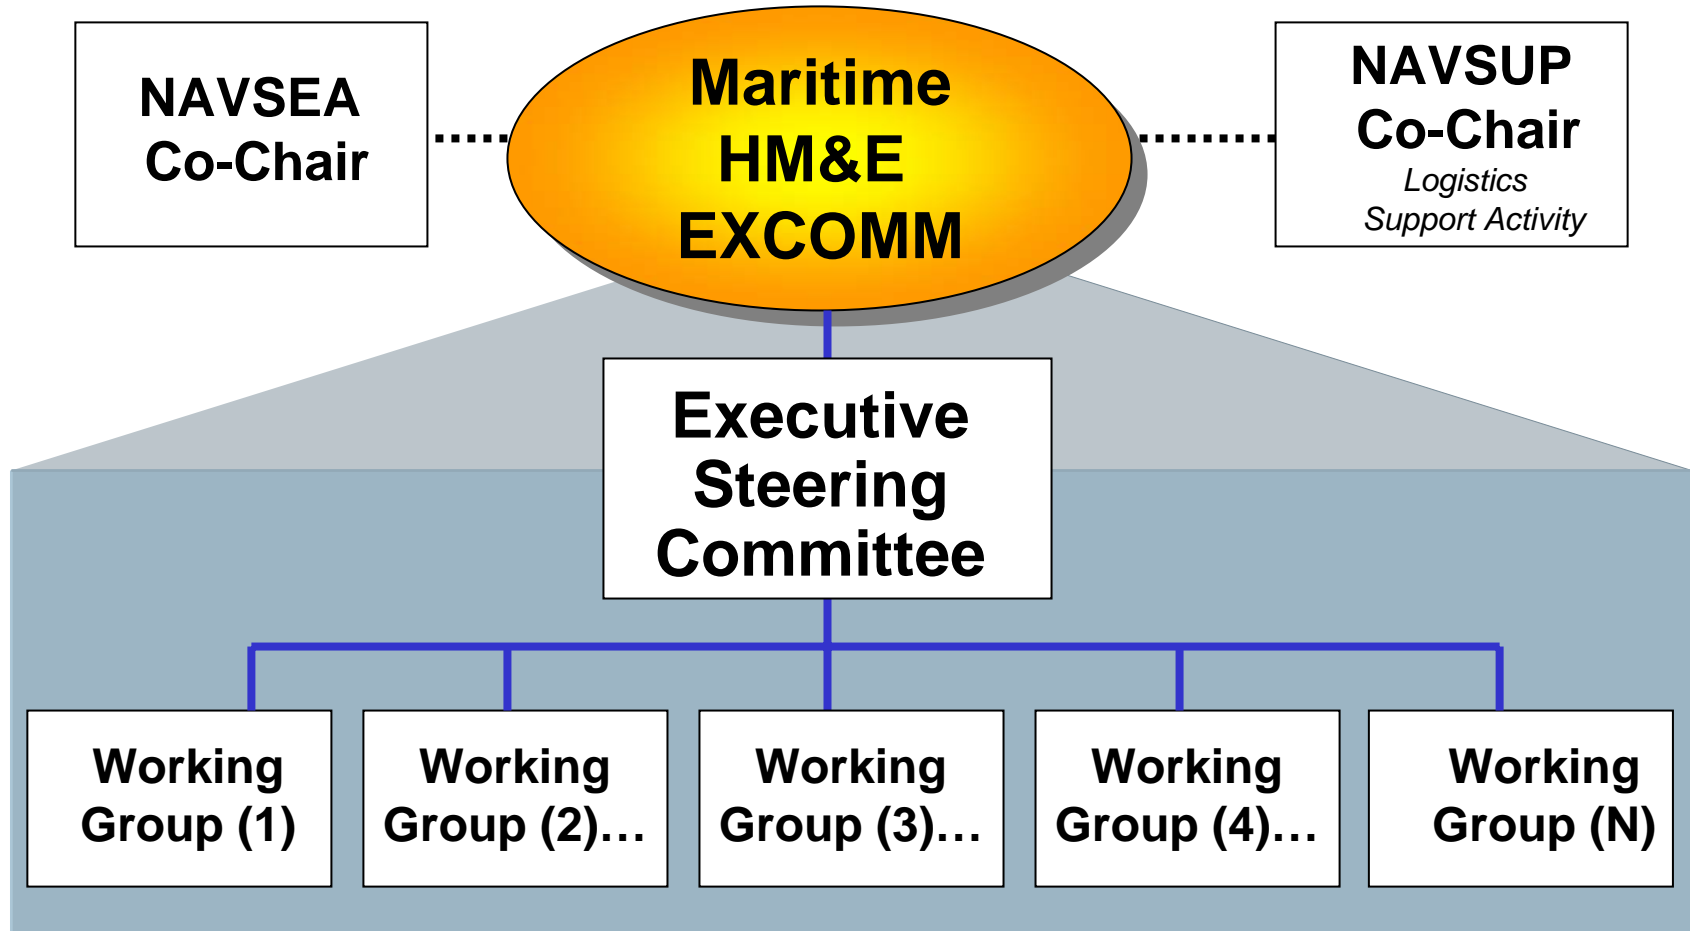 NAVSEA
Co-Chair
Maritime
HM&E
EXCOMM
NAVSUP
Co-Chair
Logistics
Support Activity
Executive
Steering
Committee
Working
Group (1)
Working
Group (2)…
Working
Group (3)…
Working
Group (4)…
Working
Group (N)